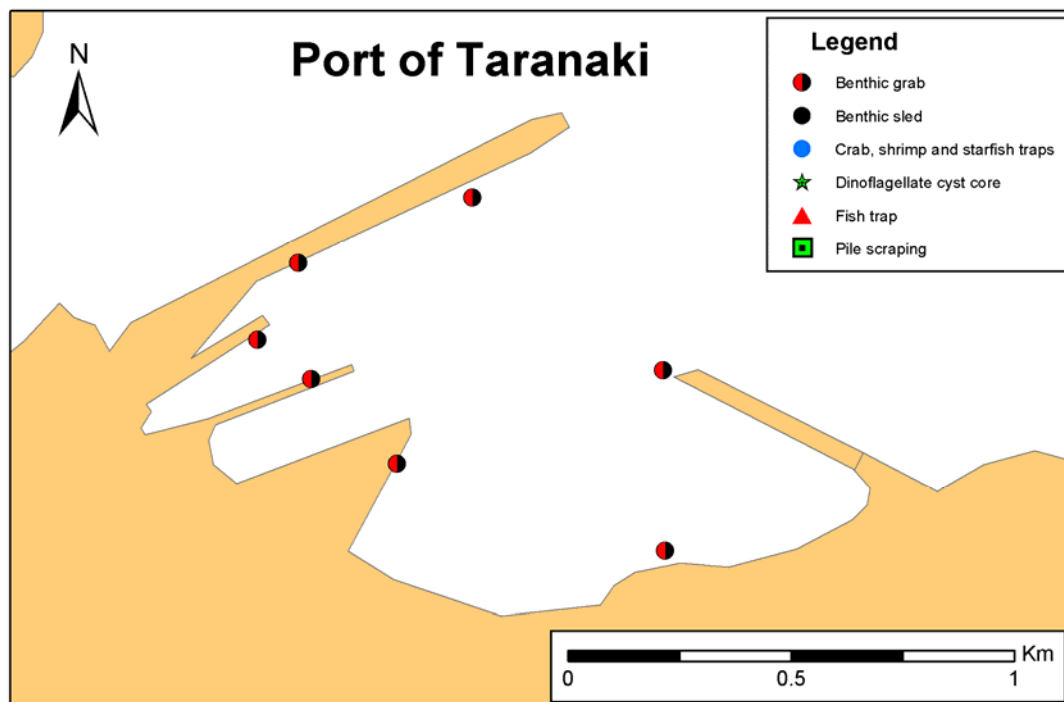 Port of Taranaki
N
Legend
Benthic grab
Benthic sled
Crab, shrimp and starfish traps
Dinoflagellate cyst core
Fish trap
Pile scraping
Km
0 0.5 1